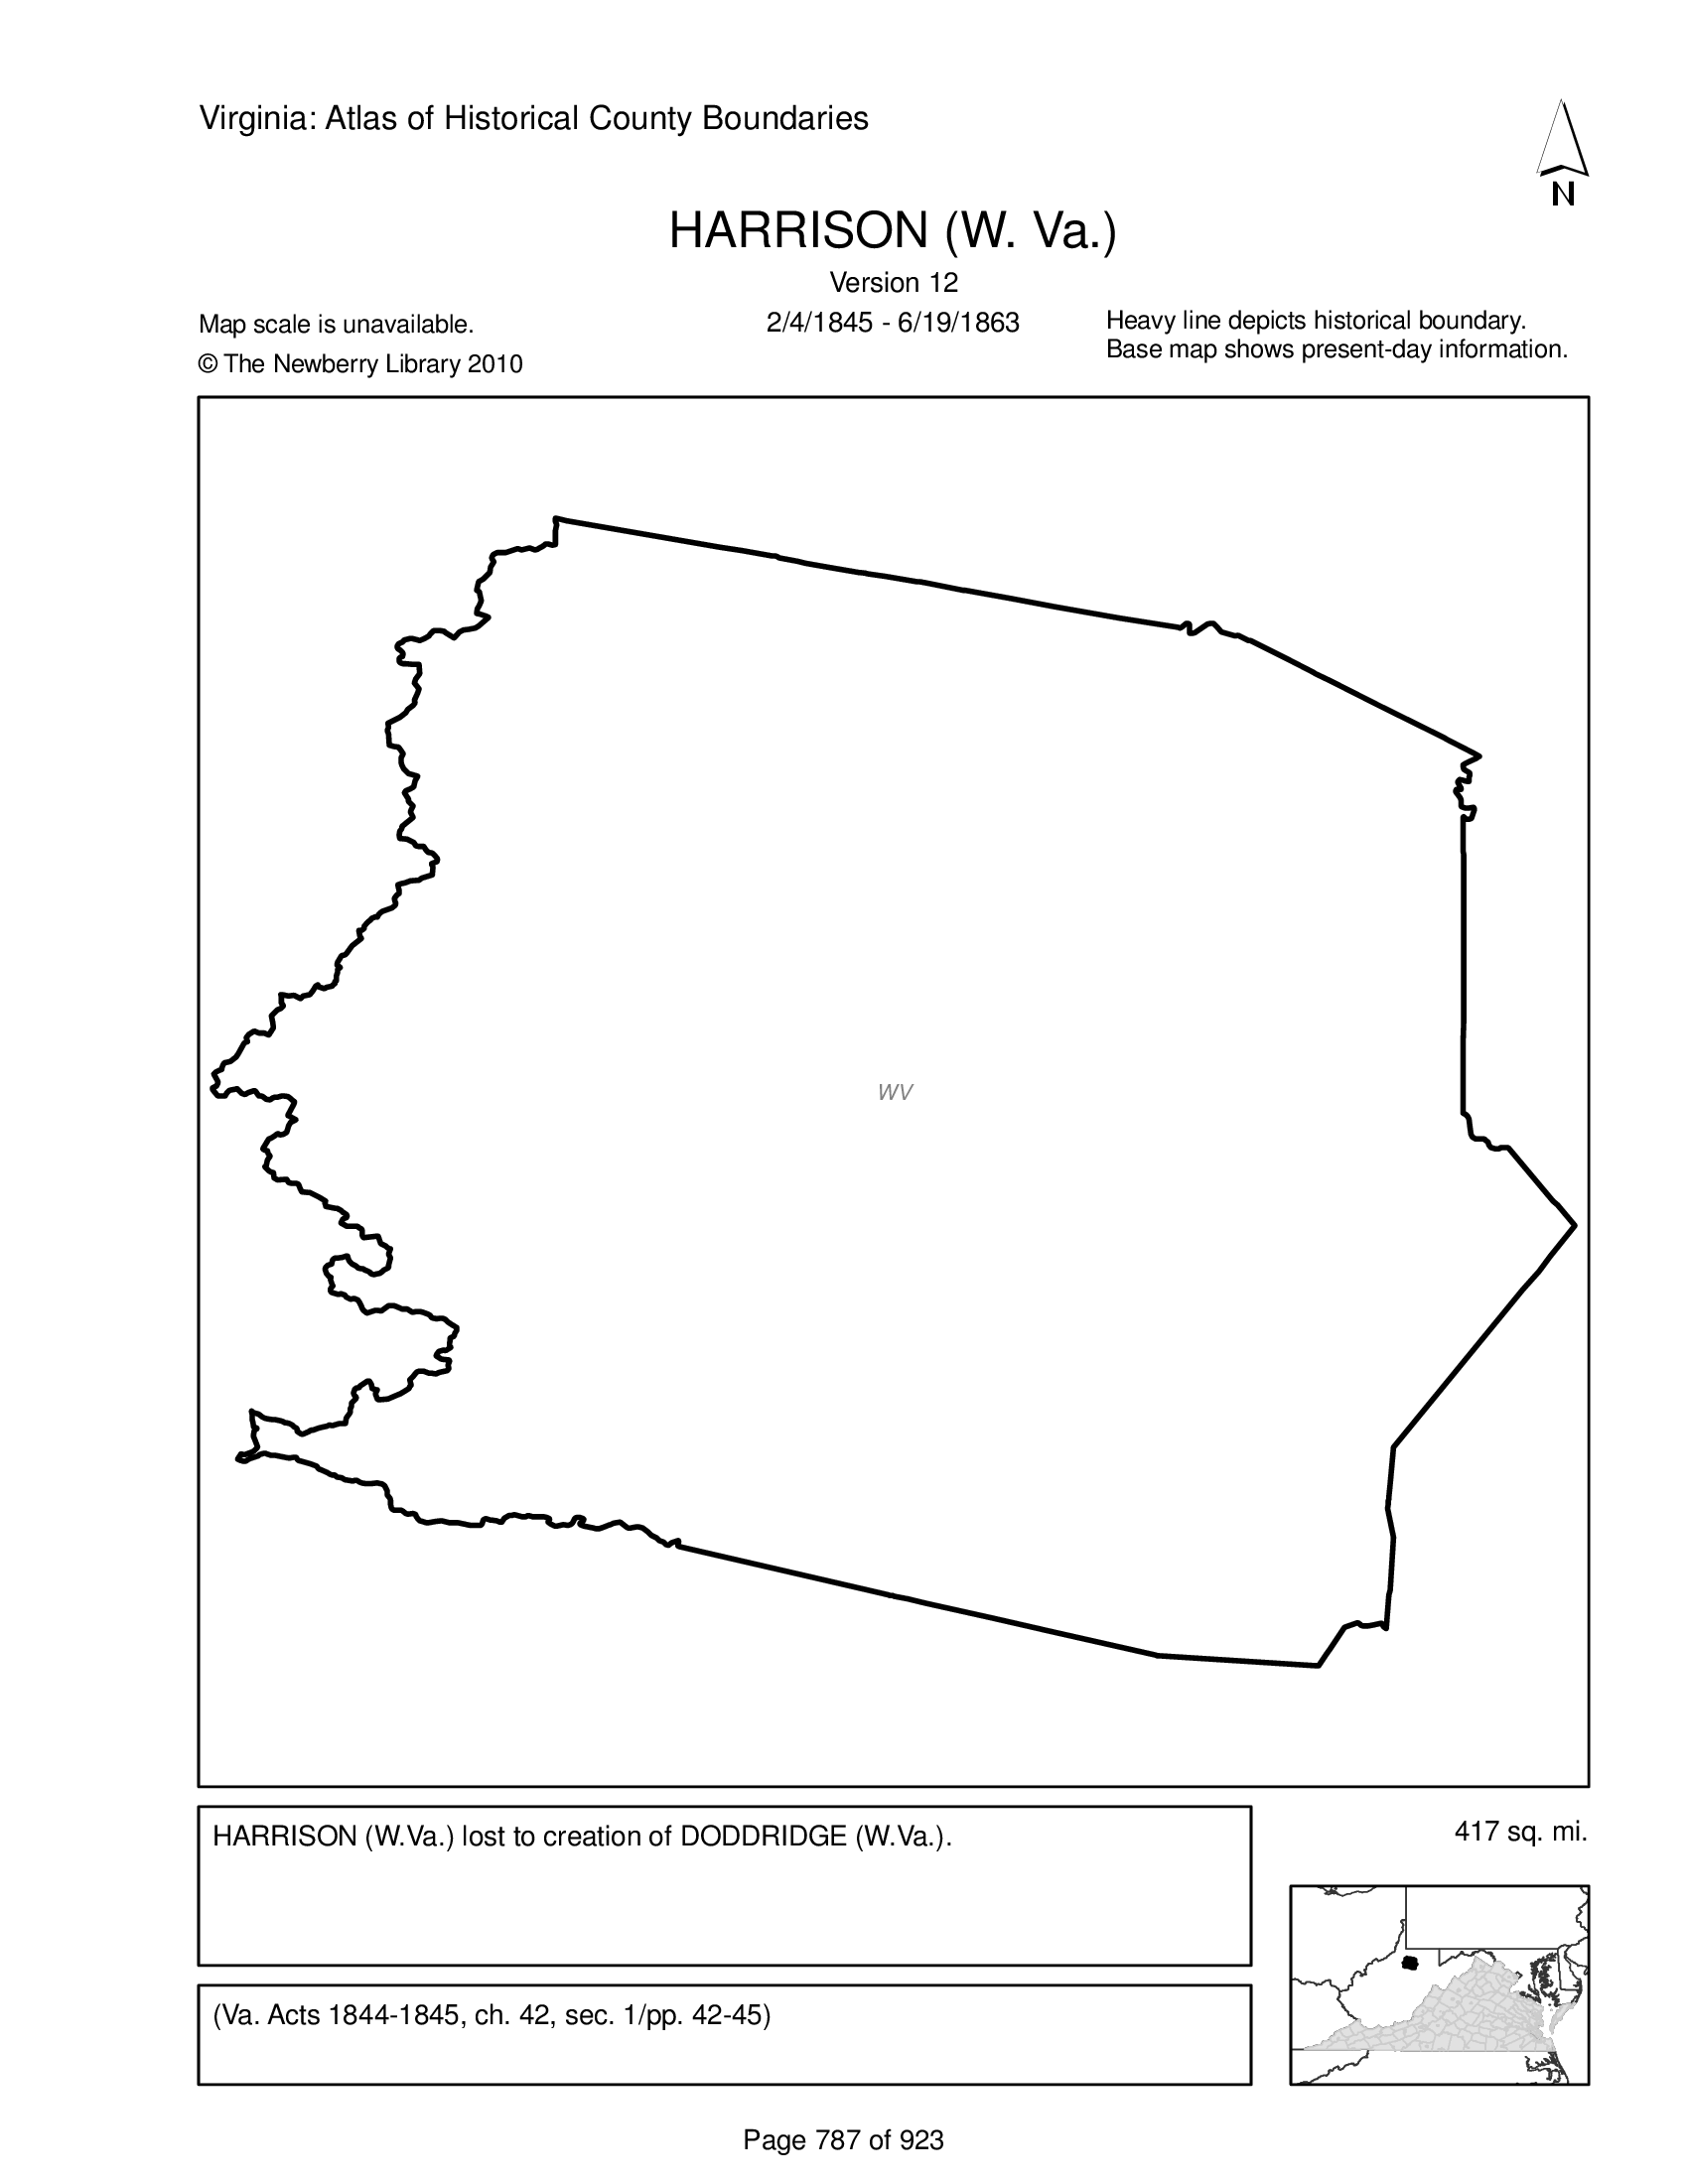 Virginia: Atlas of Historical County Boundaries
N
HARRISON (W. Va.)
Version 12
2/4/1845 - 6/19/1863
Map scale is unavailable.
© The Newberry Library 2010
Heavy line depicts historical boundary.
Base map shows present-day information.
WV
HARRISON (W.Va.) lost to creation of DODDRIDGE (W.Va.).
417 sq. mi.
(Va. Acts 1844-1845, ch. 42, sec. 1/pp. 42-45)
Page 787 of 923